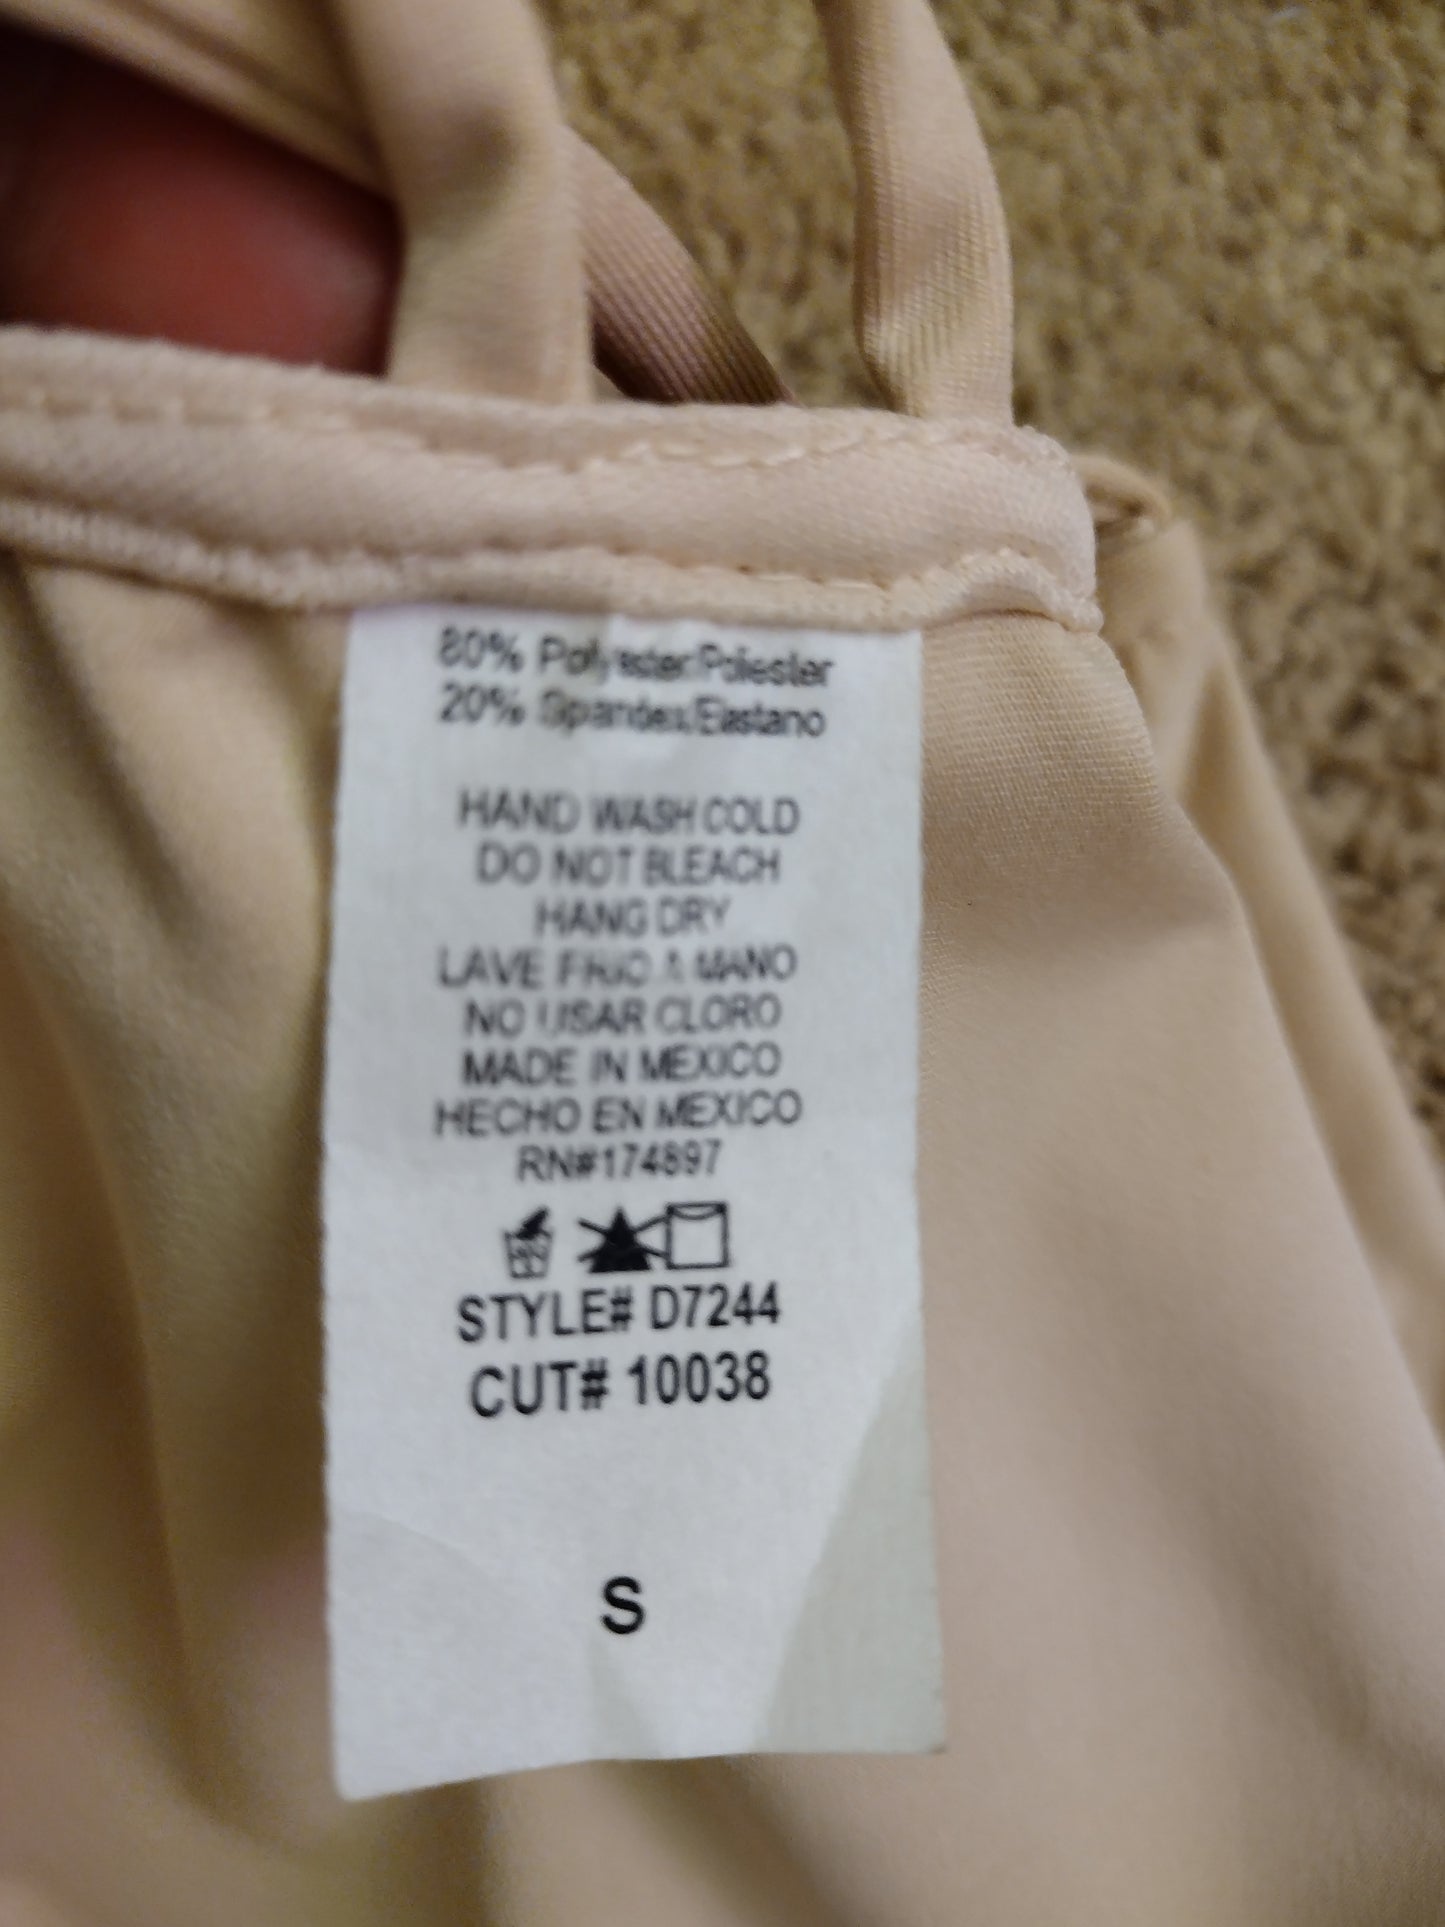 80% Polyester/Poliester
20% Spandex/Elastano
HAND WASH COLD
DO NOT BLEACH
HANG DRY
LAVE FRIO A MANO
NO USAR CLORO
MADE IN MEXICO
HECHO EN MEXICO
RN#174897
STYLE# D7244
CUT# 10038
S